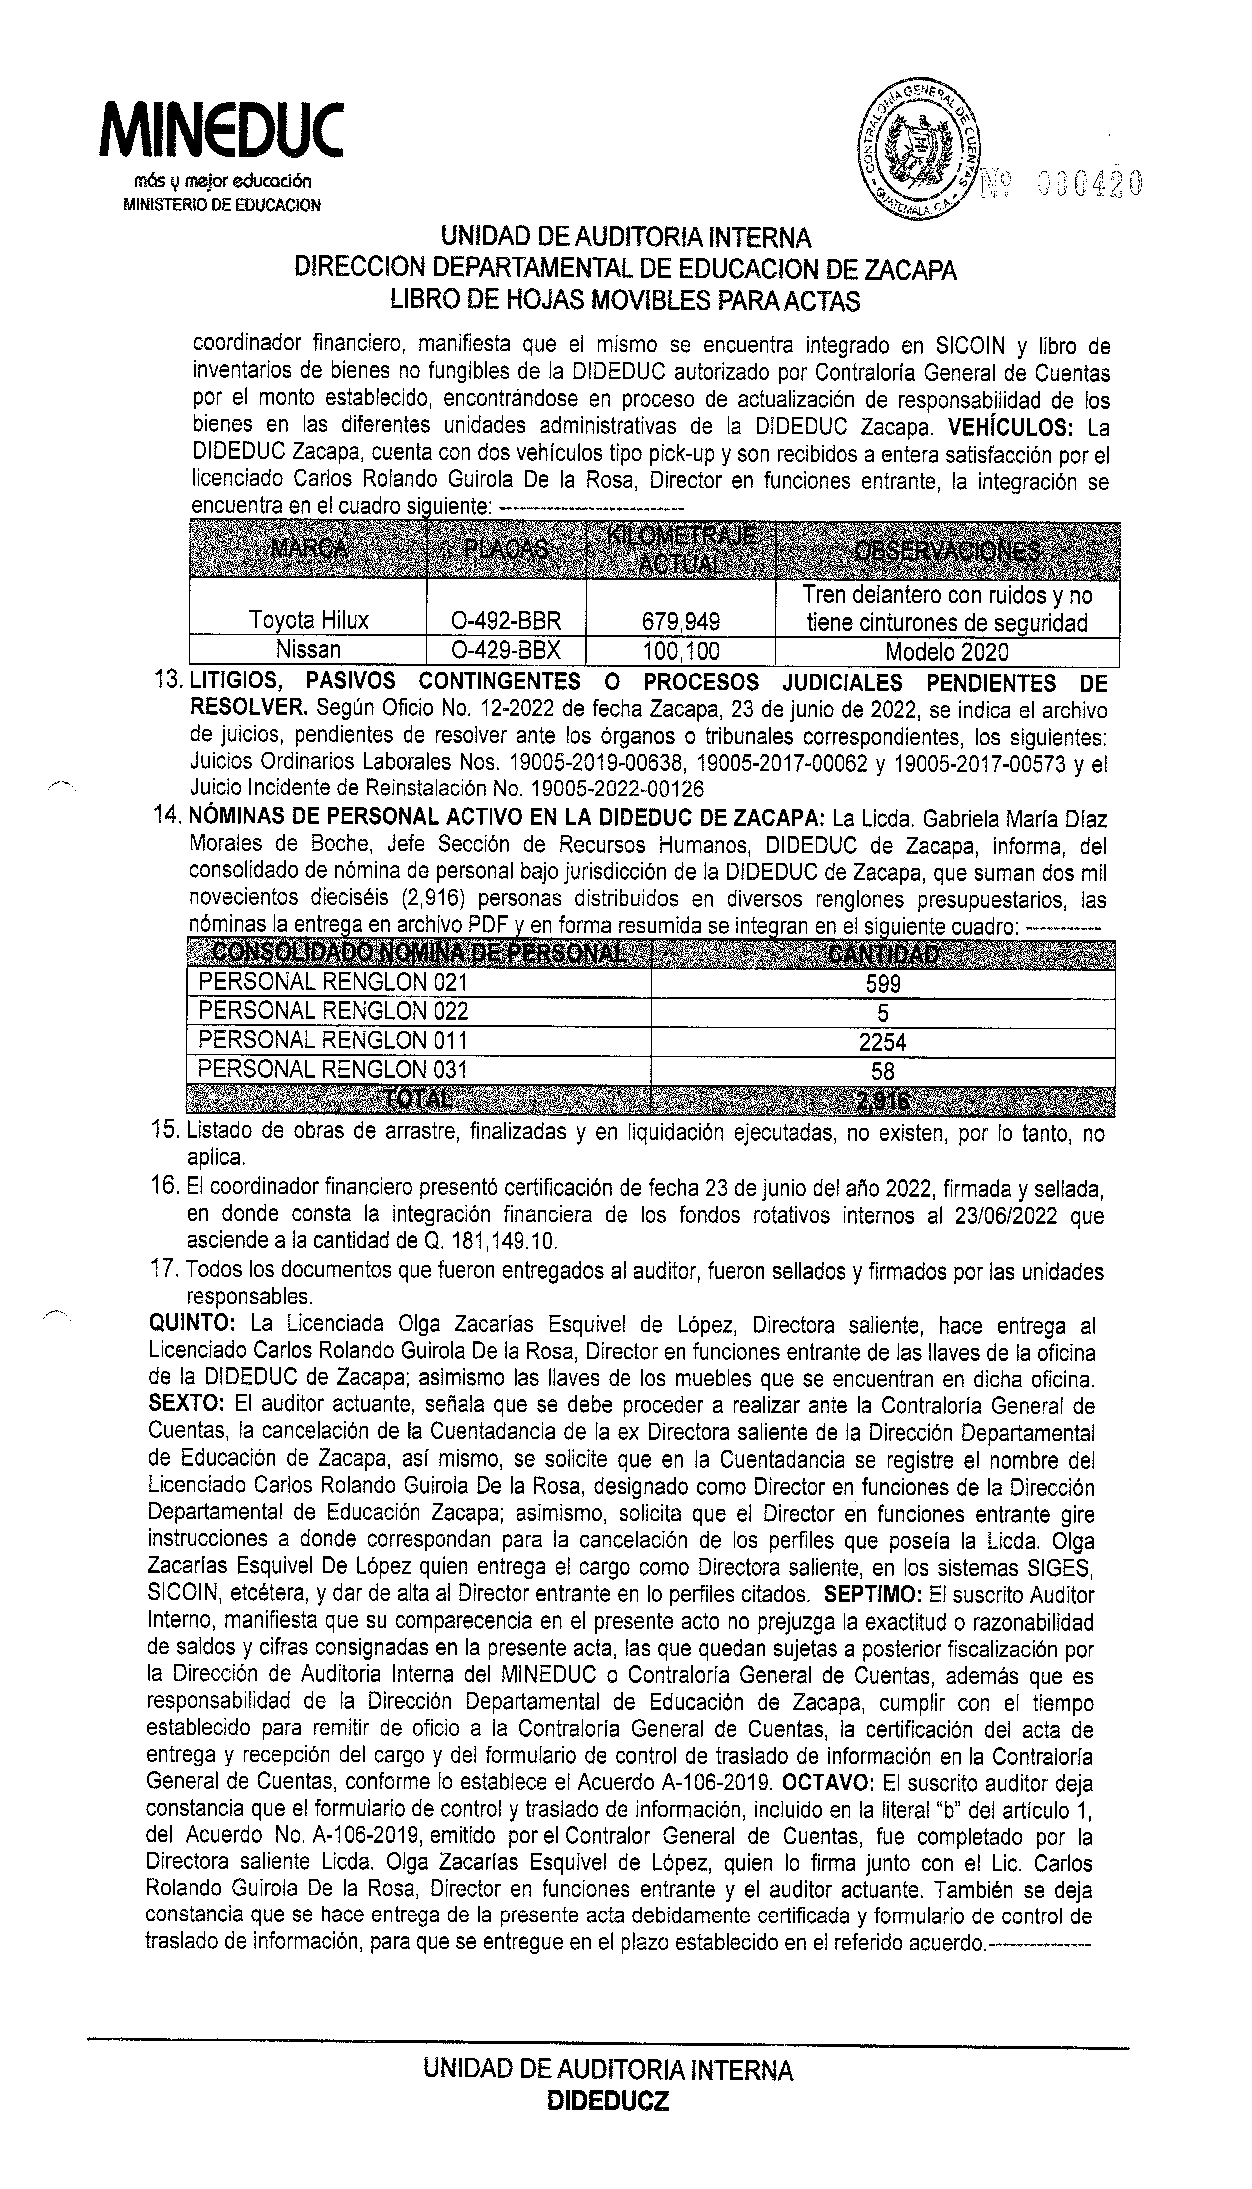 MINEDUC
más y mejor educación
MINISTERIO DE EDUCACION
CONTRALORÍA GENERAL DE CUENTAS
GUATEMALA, C.A.
Nº 000420
UNIDAD DE AUDITORIA INTERNA
DIRECCION DEPARTAMENTAL DE EDUCACION DE ZACAPA
LIBRO DE HOJAS MOVIBLES PARA ACTAS
coordinador financiero, manifiesta que el mismo se encuentra integrado en SICOIN y libro de
inventarios de bienes no fungibles de la DIDEDUC autorizado por Contraloría General de Cuentas
por el monto establecido, encontrándose en proceso de actualización de responsabilidad de los
bienes en las diferentes unidades administrativas de la DIDEDUC Zacapa. VEHÍCULOS: La
DIDEDUC Zacapa, cuenta con dos vehículos tipo pick-up y son recibidos a entera satisfacción por el
licenciado Carlos Rolando Guirola De la Rosa, Director en funciones entrante, la integración se
encuentra en el cuadro siguiente: --------------------------
MARCA PLACAS KILOMETRAJE ACTUAL OBSERVACIONES
Toyota Hilux O-492-BBR 679,949 Tren delantero con ruidos y no tiene cinturones de seguridad
Nissan O-429-BBX 100,100 Modelo 2020
13. LITIGIOS, PASIVOS CONTINGENTES O PROCESOS JUDICIALES PENDIENTES DE
RESOLVER. Según Oficio No. 12-2022 de fecha Zacapa, 23 de junio de 2022, se indica el archivo
de juicios, pendientes de resolver ante los órganos o tribunales correspondientes, los siguientes:
Juicios Ordinarios Laborales Nos. 19005-2019-00638, 19005-2017-00062 y 19005-2017-00573 y el
Juicio Incidente de Reinstalación No. 19005-2022-00126
14. NÓMINAS DE PERSONAL ACTIVO EN LA DIDEDUC DE ZACAPA: La Licda. Gabriela María Díaz
Morales de Boche, Jefe Sección de Recursos Humanos, DIDEDUC de Zacapa, informa, del
consolidado de nómina de personal bajo jurisdicción de la DIDEDUC de Zacapa, que suman dos mil
novecientos dieciséis (2,916) personas distribuidos en diversos renglones presupuestarios, las
nóminas la entrega en archivo PDF y en forma resumida se integran en el siguiente cuadro: -----------
CONSOLIDADO NOMINA DE PERSONAL CANTIDAD
PERSONAL RENGLON 021 599
PERSONAL RENGLON 022 5
PERSONAL RENGLON 011 2254
PERSONAL RENGLON 031 58
TOTAL 2,916
15. Listado de obras de arrastre, finalizadas y en liquidación ejecutadas, no existen, por lo tanto, no
aplica.
16. El coordinador financiero presentó certificación de fecha 23 de junio del año 2022, firmada y sellada,
en donde consta la integración financiera de los fondos rotativos internos al 23/06/2022 que
asciende a la cantidad de Q. 181,149.10.
17. Todos los documentos que fueron entregados al auditor, fueron sellados y firmados por las unidades
responsables.
QUINTO: La Licenciada Olga Zacarías Esquivel de López, Directora saliente, hace entrega al
Licenciado Carlos Rolando Guirola De la Rosa, Director en funciones entrante de las llaves de la oficina
de la DIDEDUC de Zacapa; asimismo las llaves de los muebles que se encuentran en dicha oficina.
SEXTO: El auditor actuante, señala que se debe proceder a realizar ante la Contraloría General de
Cuentas, la cancelación de la Cuentadancia de la ex Directora saliente de la Dirección Departamental
de Educación de Zacapa, así mismo, se solicite que en la Cuentadancia se registre el nombre del
Licenciado Carlos Rolando Guirola De la Rosa, designado como Director en funciones de la Dirección
Departamental de Educación Zacapa; asimismo, solicita que el Director en funciones entrante gire
instrucciones a donde correspondan para la cancelación de los perfiles que poseía la Licda. Olga
Zacarías Esquivel De López quien entrega el cargo como Directora saliente, en los sistemas SIGES,
SICOIN, etcétera, y dar de alta al Director entrante en lo perfiles citados. SEPTIMO: El suscrito Auditor
Interno, manifiesta que su comparecencia en el presente acto no prejuzga la exactitud o razonabilidad
de saldos y cifras consignadas en la presente acta, las que quedan sujetas a posterior fiscalización por
la Dirección de Auditoria Interna del MINEDUC o Contraloría General de Cuentas, además que es
responsabilidad de la Dirección Departamental de Educación de Zacapa, cumplir con el tiempo
establecido para remitir de oficio a la Contraloría General de Cuentas, la certificación del acta de
entrega y recepción del cargo y del formulario de control de traslado de información en la Contraloría
General de Cuentas, conforme lo establece el Acuerdo A-106-2019. OCTAVO: El suscrito auditor deja
constancia que el formulario de control y traslado de información, incluido en la literal “b” del artículo 1,
del Acuerdo No. A-106-2019, emitido por el Contralor General de Cuentas, fue completado por la
Directora saliente Licda. Olga Zacarías Esquivel de López, quien lo firma junto con el Lic. Carlos
Rolando Guirola De la Rosa, Director en funciones entrante y el auditor actuante. También se deja
constancia que se hace entrega de la presente acta debidamente certificada y formulario de control de
traslado de información, para que se entregue en el plazo establecido en el referido acuerdo.---------------
UNIDAD DE AUDITORIA INTERNA
DIDEDUCZ